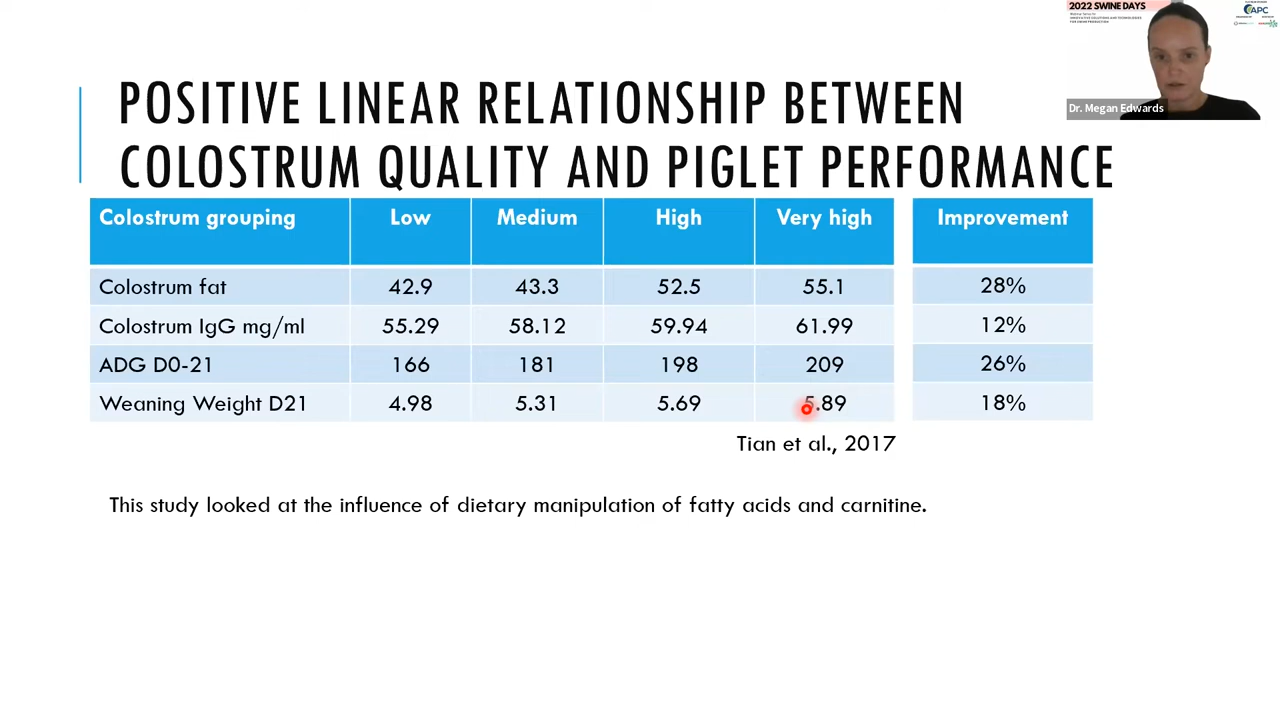 2022 SWINE DAYS
APC
Dr. Megan Edwards
POSITIVE LINEAR RELATIONSHIP BETWEEN
COLOSTRUM QUALITY AND PIGLET PERFORMANCE
Colostrum grouping Low Medium High Very high Improvement
Colostrum fat 42.9 43.3 52.5 55.1 28%
Colostrum IgG mg/ml 55.29 58.12 59.94 61.99 12%
ADG D0-21 166 181 198 209 26%
Weaning Weight D21 4.98 5.31 5.69 5.89 18%
Tian et al., 2017
This study looked at the influence of dietary manipulation of fatty acids and carnitine.